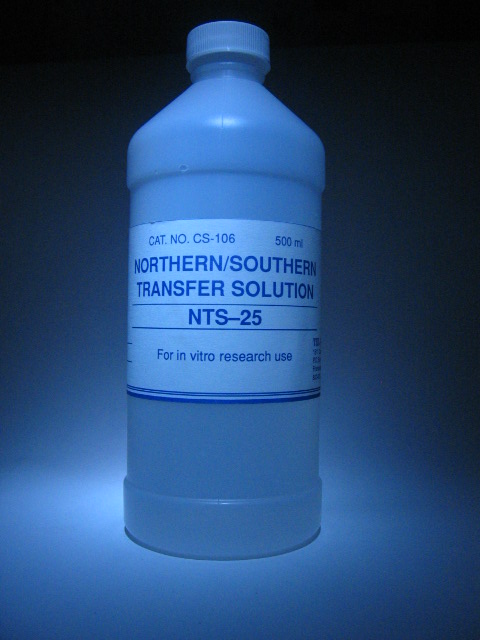 CAT. NO. CS-106 500 ml
NORTHERN/SOUTHERN
TRANSFER SOLUTION
NTS–25
For in vitro research use